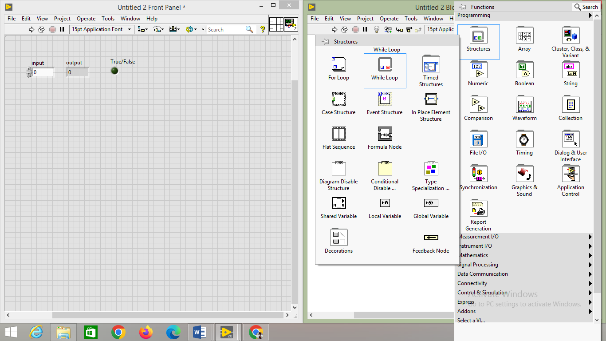 Untitled 2 Front Panel *
File Edit View Project Operate Tools Window Help
15pt Application Font
Search
input
0
output
0
True/False
Untitled 2 Bl
File Edit View Project Operate Tools Window
15pt Applic
Structures
While Loop
For Loop
While Loop
Timed
Structures
Case Structure
Event Structure
In Place Element
Structure
Flat Sequence
Formula Node
Diagram Disable
Structure
Conditional
Disable ...
Type
Specialization ...
Shared Variable
Local Variable
Global Variable
Decorations
Feedback Node
Functions
Search
Programming
Structures
Array
Cluster, Class, &
Variant
Numeric
Boolean
String
Comparison
Waveform
Collection
File I/O
Timing
Dialog & User
Interface
Synchronization
Graphics &
Sound
Application
Control
Report
Generation
Measurement I/O
Instrument I/O
Mathematics
Signal Processing
Data Communication
Connectivity
Control & Simulation
Express
Addons
Select a VI...
Windows
to PC settings to activate Windows.